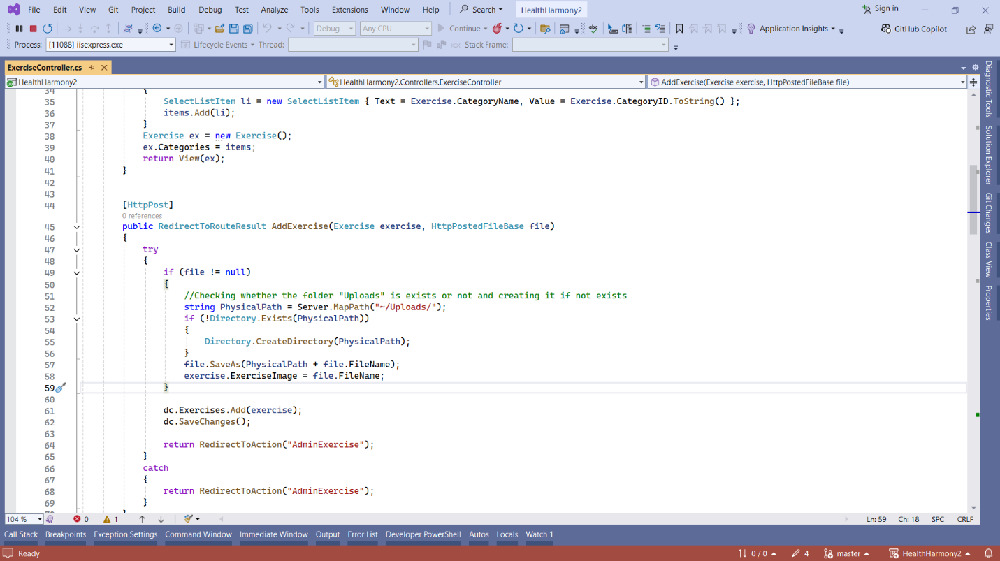 File Edit View Git Project Build Debug Test Analyze Tools Extensions Window Help Search HealthHarmony2 Sign in
Debug Any CPU Continue abc Application Insights GitHub Copilot
Process: [11088] iisexpress.exe Lifecycle Events Thread: Stack Frame:
ExerciseController.cs
HealthHarmony2 HealthHarmony2.Controllers.ExerciseController AddExercise(Exercise exercise, HttpPostedFileBase file)
34 {
35 SelectListItem li = new SelectListItem { Text = Exercise.CategoryName, Value = Exercise.CategoryID.ToString() };
36 items.Add(li);
37 }
38 Exercise ex = new Exercise();
39 ex.Categories = items;
40 return View(ex);
41 }
42
43
44 [HttpPost]
0 references
45 public RedirectToRouteResult AddExercise(Exercise exercise, HttpPostedFileBase file)
46 {
47 try
48 {
49 if (file != null)
50 {
51 //Checking whether the folder "Uploads" is exists or not and creating it if not exists
52 string PhysicalPath = Server.MapPath("~/Uploads/");
53 if (!Directory.Exists(PhysicalPath))
54 {
55 Directory.CreateDirectory(PhysicalPath);
56 }
57 file.SaveAs(PhysicalPath + file.FileName);
58 exercise.ExerciseImage = file.FileName;
59 }
60
61 dc.Exercises.Add(exercise);
62 dc.SaveChanges();
63
64 return RedirectToAction("AdminExercise");
65 }
66 catch
67 {
68 return RedirectToAction("AdminExercise");
69 }
70 }
104 % 0 1 Ln: 59 Ch: 18 SPC CRLF
Call Stack Breakpoints Exception Settings Command Window Immediate Window Output Error List Developer PowerShell Autos Locals Watch 1
Ready 0 / 0 4 master HealthHarmony2
Diagnostic Tools
Solution Explorer
Git Changes
Class View
Properties